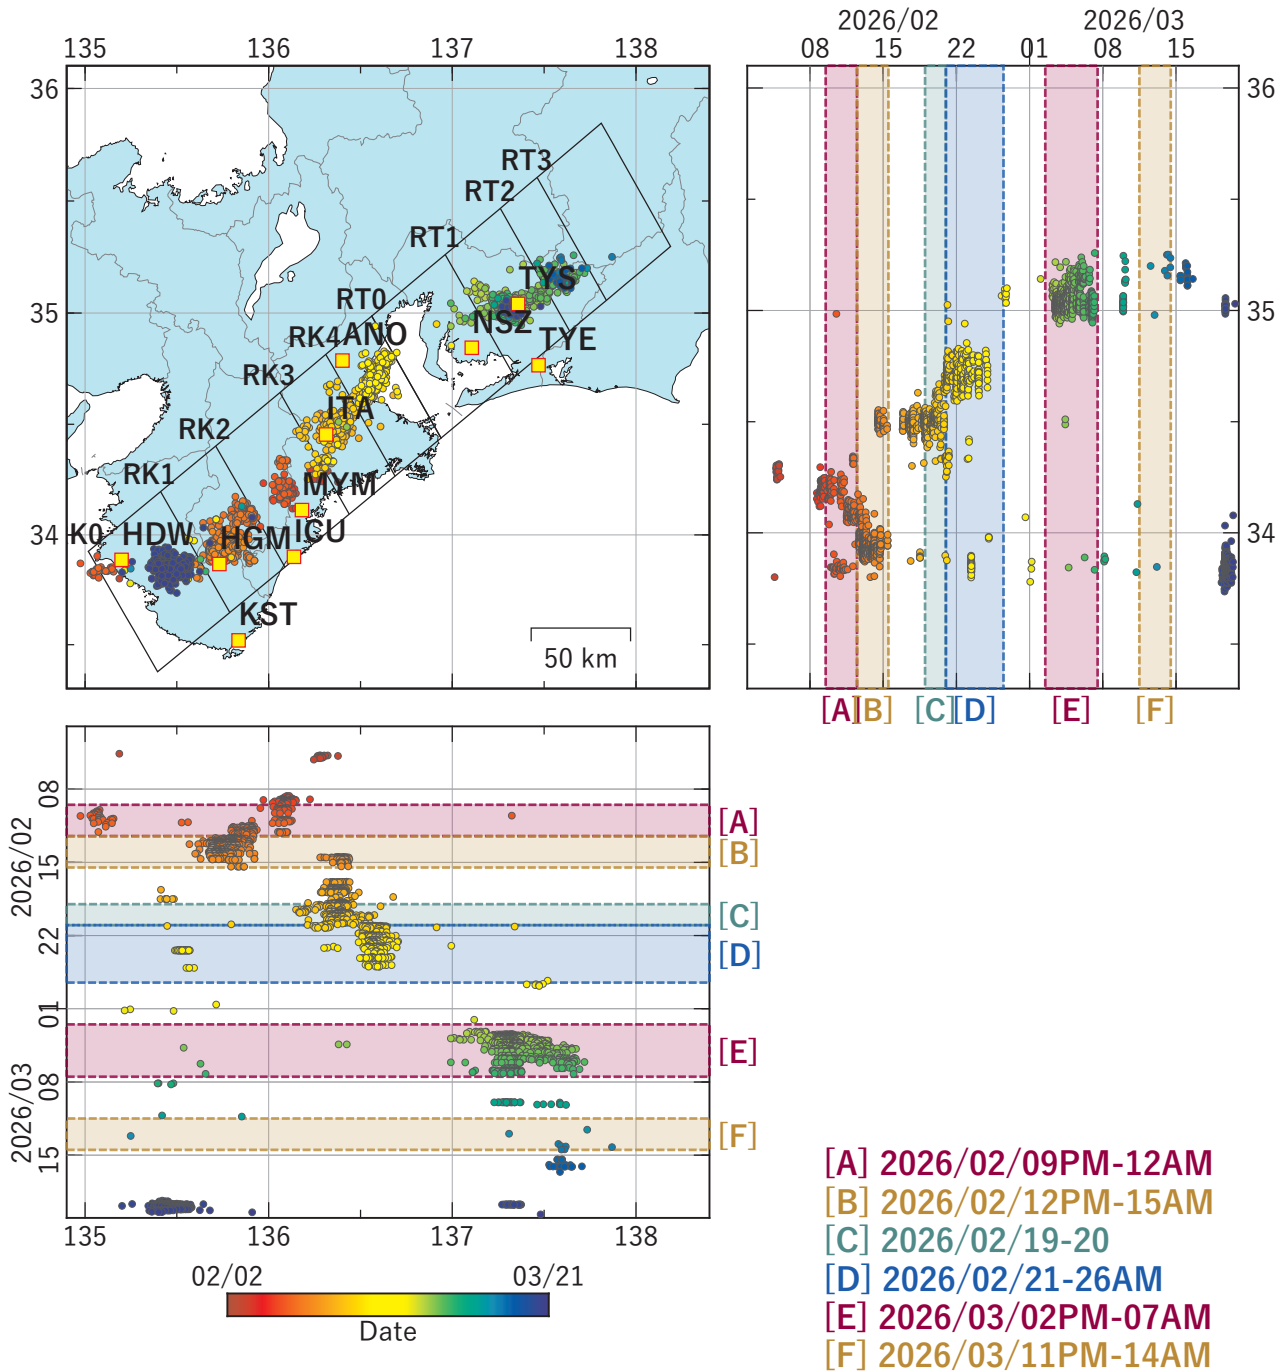 2026/02 2026/03
135 136 137 138
08 15 22 01 08 15
36 36
RT3
RT2
RT1
TYS
RT0
35 NSZ 35
RK4 ANO TYE
RK3
ITA
RK2
MYM
RK1
34 K0 HDW HGM ICU 34
KST
50 km
[A] [B] [C] [D] [E] [F]
08 [A]
2026/02 15 [B]
[C]
22 [D]
01
[E]
2026/03 08
[F]
15
135 136 137 138
02/02 03/21
Date
[A] 2026/02/09PM-12AM
[B] 2026/02/12PM-15AM
[C] 2026/02/19-20
[D] 2026/02/21-26AM
[E] 2026/03/02PM-07AM
[F] 2026/03/11PM-14AM